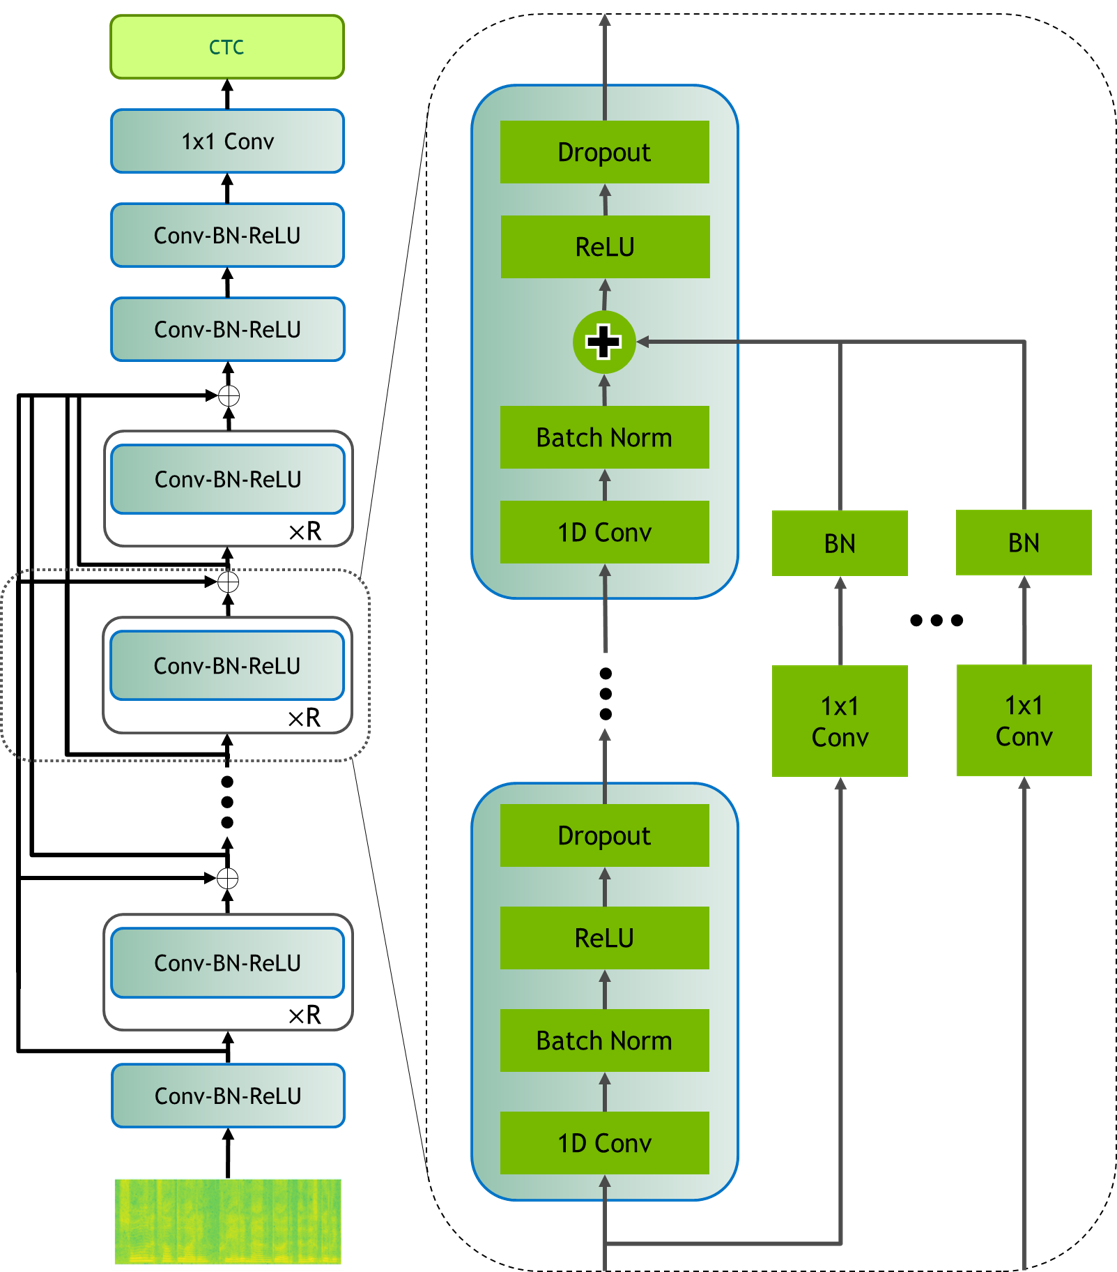 CTC
1x1 Conv
Conv-BN-ReLU
Conv-BN-ReLU
Conv-BN-ReLU
×R
Conv-BN-ReLU
×R
Conv-BN-ReLU
×R
Conv-BN-ReLU
Dropout
ReLU
Batch Norm
1D Conv
Dropout
ReLU
Batch Norm
1D Conv
BN
1x1
Conv
BN
1x1
Conv